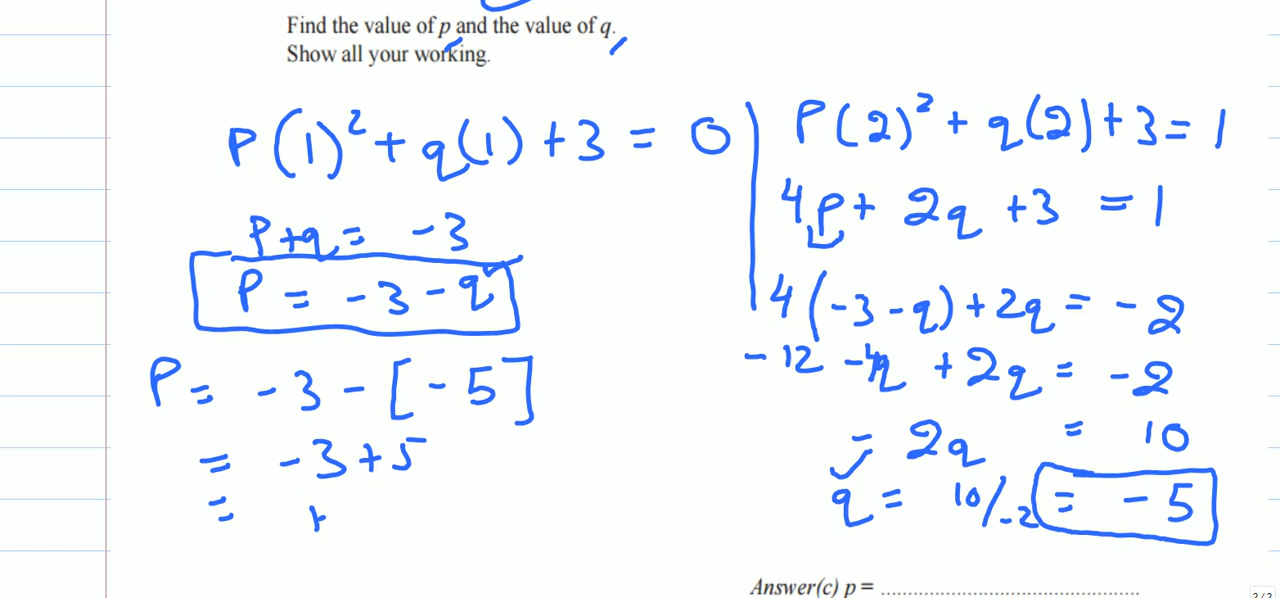 Find the value of p and the value of q.
Show all your working.
P(1)² + q(1) + 3 = 0
P + q = -3
P = -3 - q
P = -3 - [-5]
= -3 + 5
= +
P(2)² + q(2) + 3 = 1
4p + 2q + 3 = 1
4(-3 - q) + 2q = -2
-12 - 4q + 2q = -2
- 2q = 10
q = 10/-2 = -5
Answer(c) p = ................................................
2/2